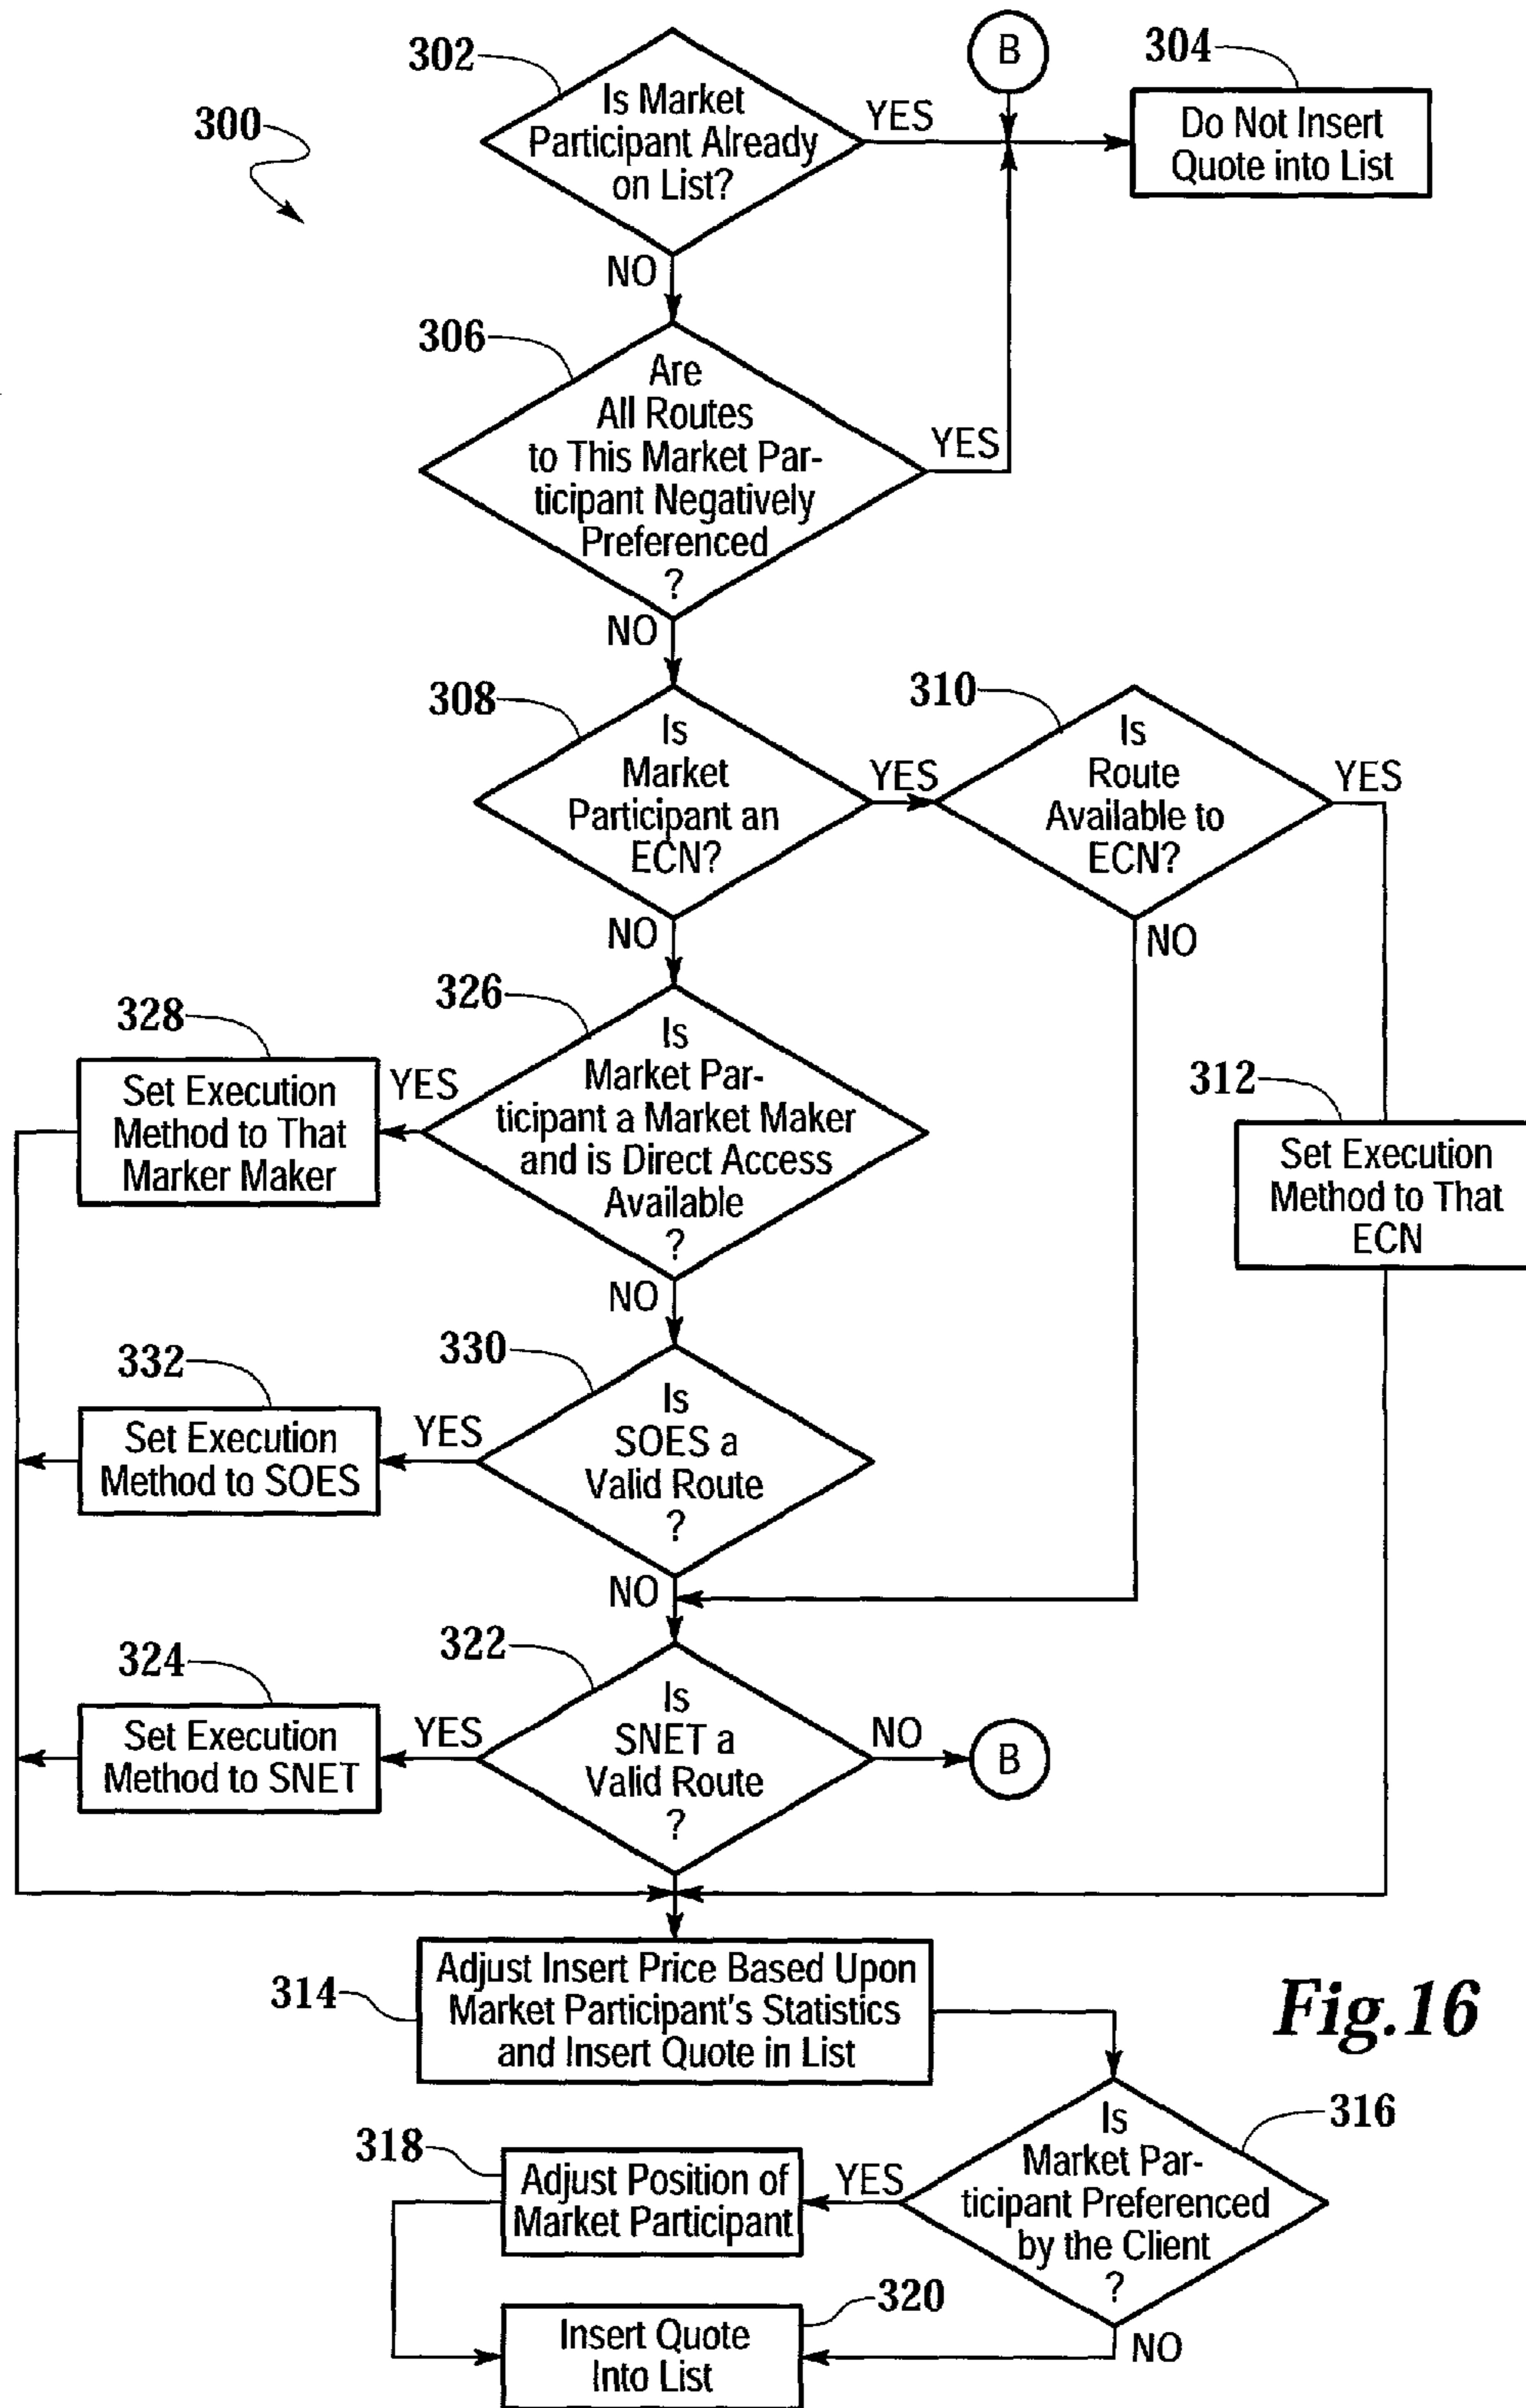 302
Is Market
Participant Already
on List?
YES
B
304
Do Not Insert
Quote into List
300
NO
306
Are
All Routes
to This Market Par-
ticipant Negatively
Preferenced
?
YES
NO
308
Is
Market
Participant an
ECN?
YES
310
Is
Route
Available to
ECN?
YES
NO
NO
312
Set Execution
Method to That
ECN
326
Is
Market Par-
ticipant a Market Maker
and is Direct Access
Available
?
YES
328
Set Execution
Method to That
Marker Maker
NO
330
Is
SOES a
Valid Route
?
YES
332
Set Execution
Method to SOES
NO
322
Is
SNET a
Valid Route
?
YES
324
Set Execution
Method to SNET
NO
B
314
Adjust Insert Price Based Upon
Market Participant's Statistics
and Insert Quote in List
Fig.16
316
Is
Market Par-
ticipant Preferenced
by the Client
?
YES
318
Adjust Position of
Market Participant
NO
320
Insert Quote
Into List